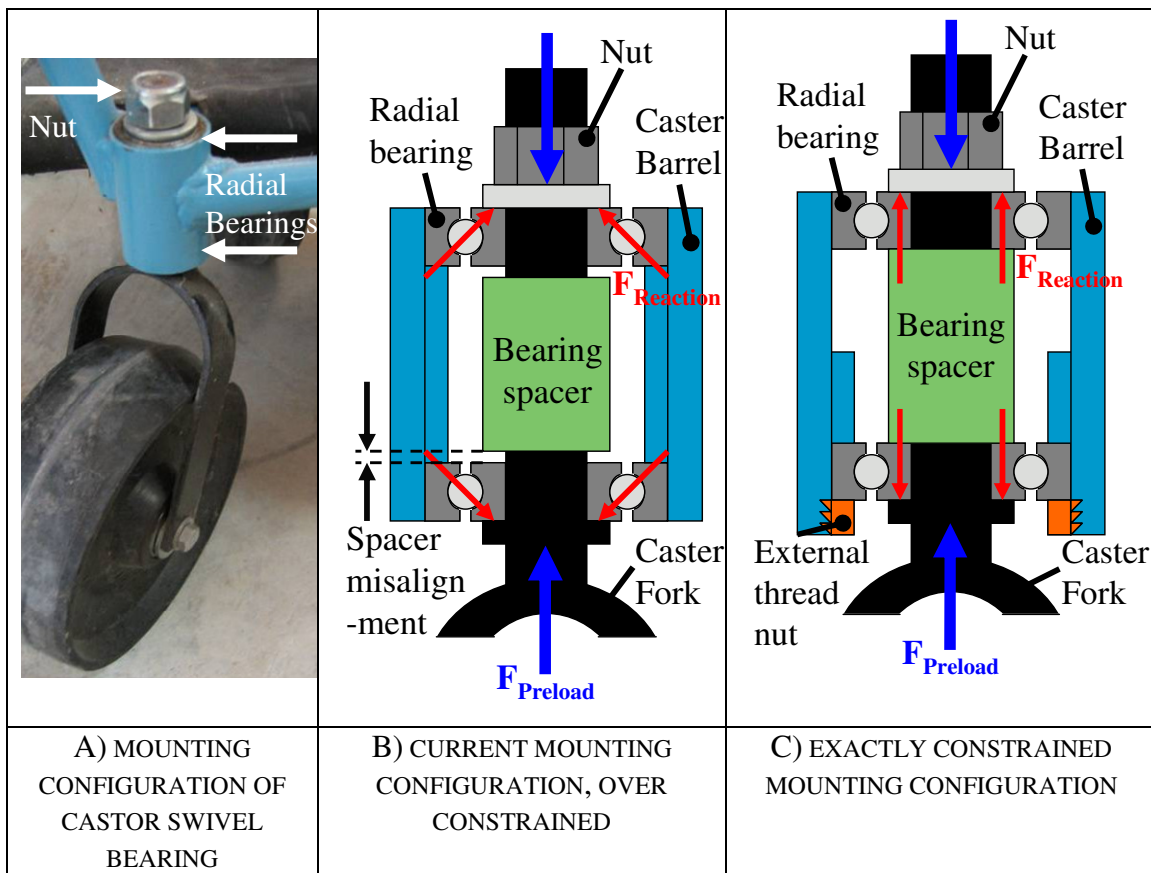 Nut
Radial
Bearings
Radial
bearing
Nut
Caster
Barrel
F Reaction
Bearing
spacer
Spacer
misalign
-ment
Caster
Fork
F Preload
Radial
bearing
Nut
Caster
Barrel
F Reaction
Bearing
spacer
External
thread
nut
Caster
Fork
F Preload
A) MOUNTING
CONFIGURATION OF
CASTOR SWIVEL
BEARING
B) CURRENT MOUNTING
CONFIGURATION, OVER
CONSTRAINED
C) EXACTLY CONSTRAINED
MOUNTING CONFIGURATION